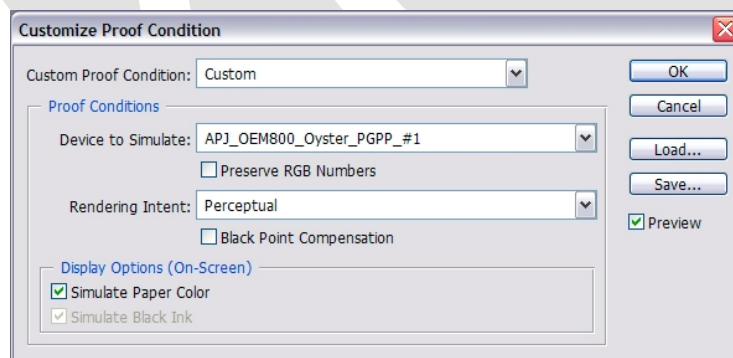 Customize Proof Condition
Custom Proof Condition: Custom
OK
Proof Conditions
Cancel
Device to Simulate: APJ_OEM800_Oyster_PGPP_#1
Load...
Preserve RGB Numbers
Save...
Rendering Intent: Perceptual
Preview
Black Point Compensation
Display Options (On-Screen)
Simulate Paper Color
Simulate Black Ink